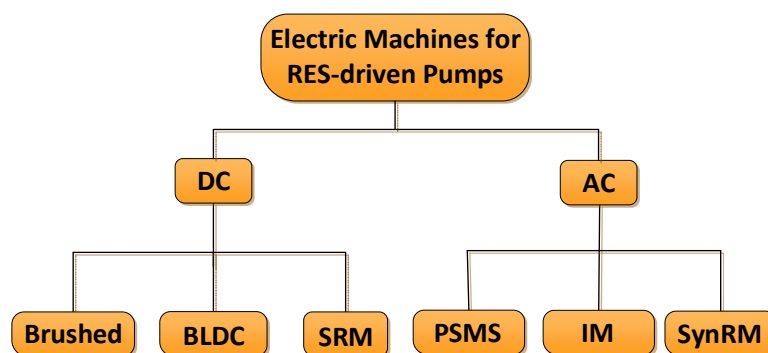 Electric Machines for
RES-driven Pumps
DC
AC
Brushed
BLDC
SRM
PSMS
IM
SynRM